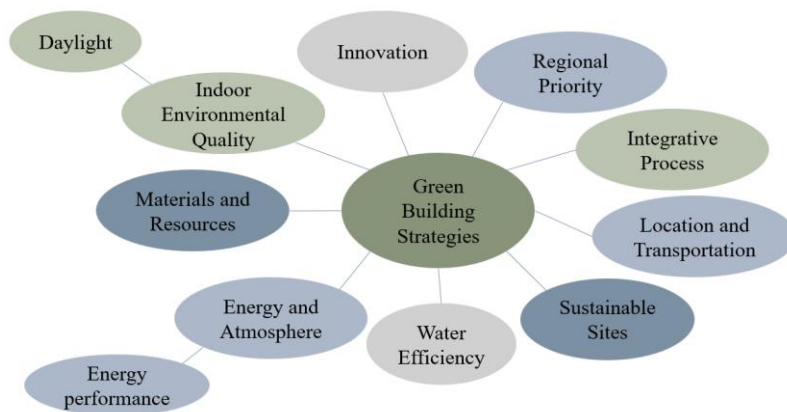 Daylight
Innovation
Regional
Priority
Indoor
Environmental
Quality
Integrative
Process
Green
Building
Strategies
Materials and
Resources
Location and
Transportation
Energy and
Atmosphere
Water
Efficiency
Sustainable
Sites
Energy
performance